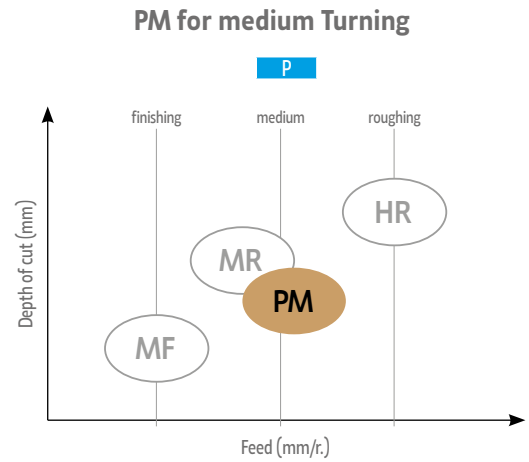 PM for medium Turning
P
finishing
medium
roughing
Depth of cut (mm)
HR
MR
PM
MF
Feed (mm/r.)